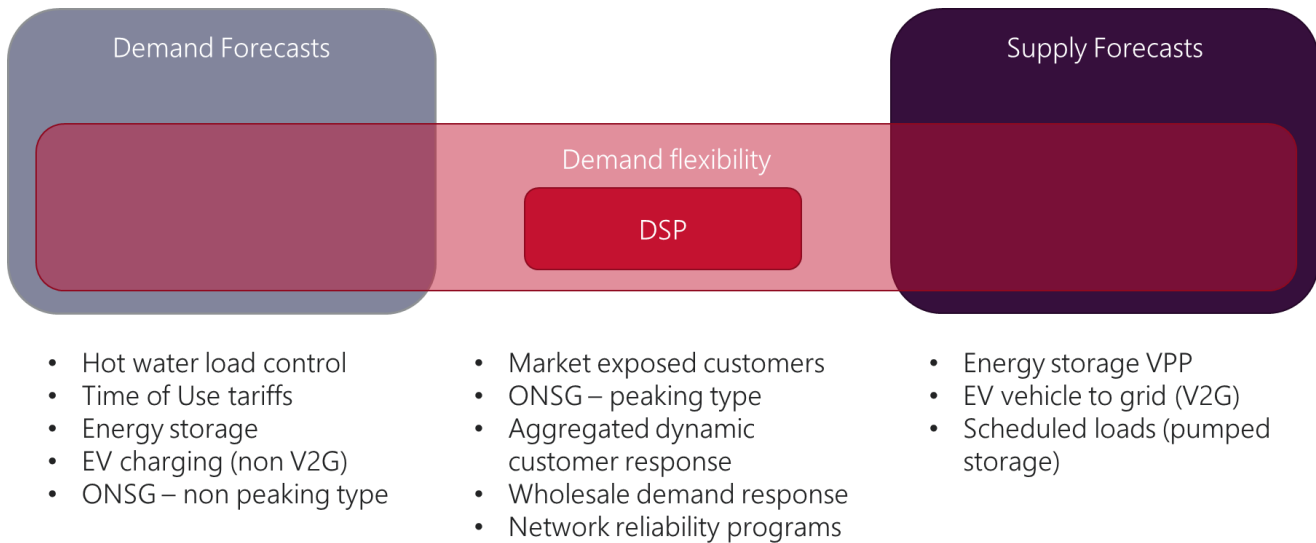 Demand Forecasts
Supply Forecasts
Demand flexibility
DSP
• Hot water load control
• Time of Use tariffs
• Energy storage
• EV charging (non V2G)
• ONSG – non peaking type
• Market exposed customers
• ONSG – peaking type
• Aggregated dynamic
customer response
• Wholesale demand response
• Network reliability programs
• Energy storage VPP
• EV vehicle to grid (V2G)
• Scheduled loads (pumped
storage)